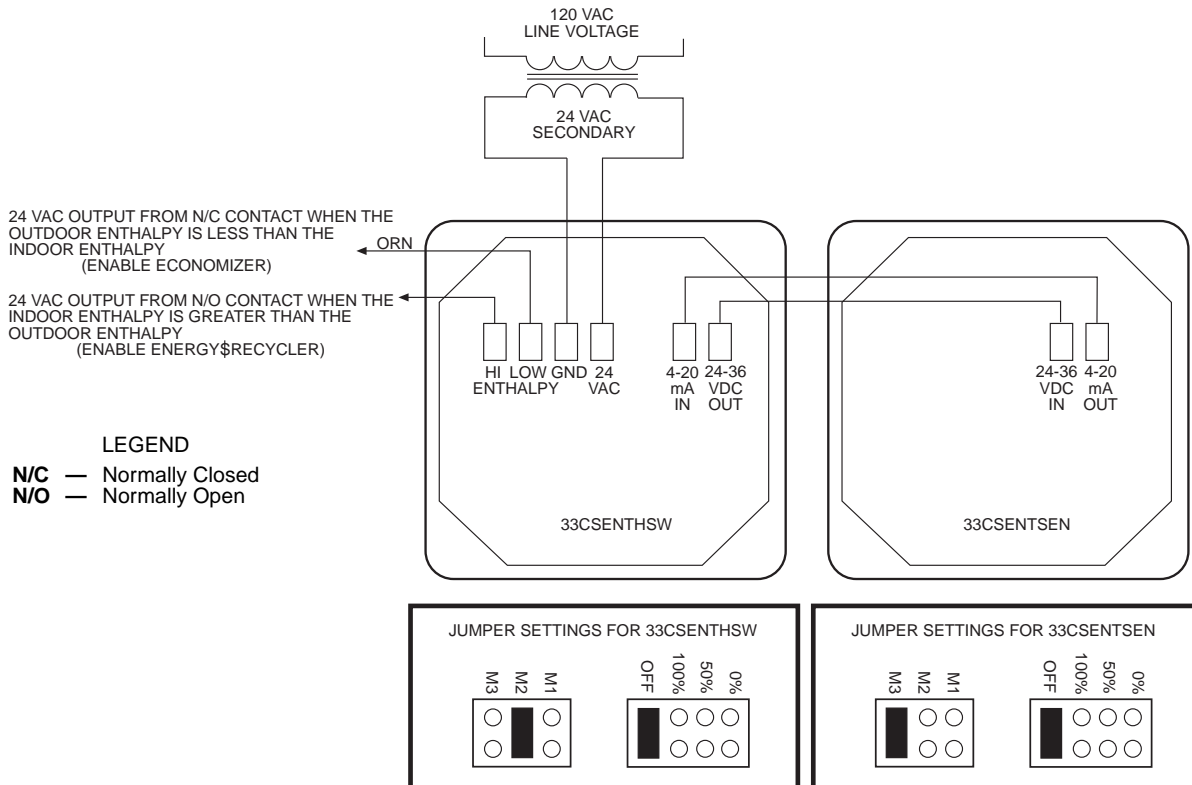 120 VAC
LINE VOLTAGE
24 VAC
SECONDARY
24 VAC OUTPUT FROM N/C CONTACT WHEN THE
OUTDOOR ENTHALPY IS LESS THAN THE
INDOOR ENTHALPY
(ENABLE ECONOMIZER)
ORN
24 VAC OUTPUT FROM N/O CONTACT WHEN THE
INDOOR ENTHALPY IS GREATER THAN THE
OUTDOOR ENTHALPY
(ENABLE ENERGY$RECYCLER)
HI LOW GND 24
ENTHALPY VAC
4-20 24-36
mA VDC
IN OUT
24-36 4-20
VDC mA
IN OUT
LEGEND
N/C — Normally Closed
N/O — Normally Open
33CSENTHSW
33CSENTSEN
JUMPER SETTINGS FOR 33CSENTHSW
M3 M2 M1
OFF 100% 50% 0%
JUMPER SETTINGS FOR 33CSENTSEN
M3 M2 M1
OFF 100% 50% 0%